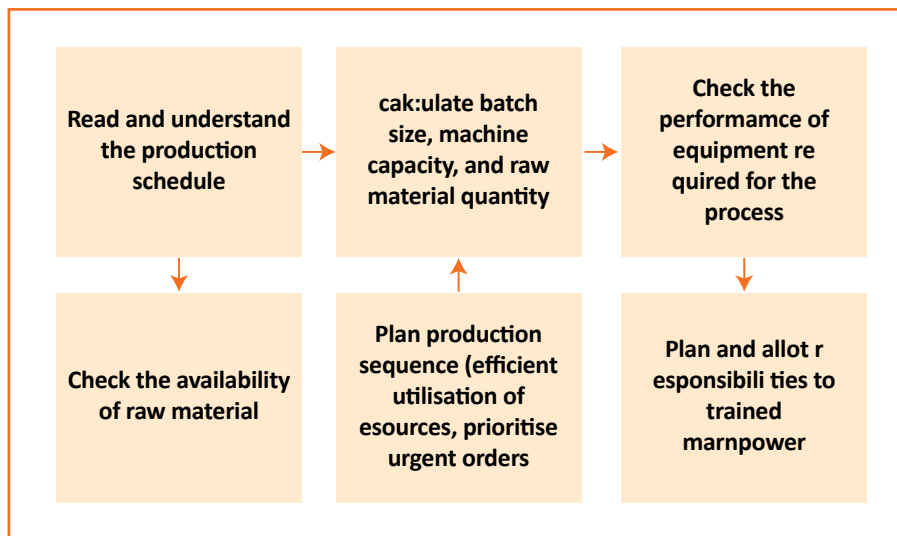 Read and understand
the production
schedule
cak:ulate batch
size, machine
capacity, and raw
material quantity
Check the
performamce of
equipment re
quired for the
process
Check the availability
of raw material
Plan production
sequence (efficient
utilisation of
esources, prioritise
urgent orders
Plan and allot r
esponsibili ties to
trained
marnpower